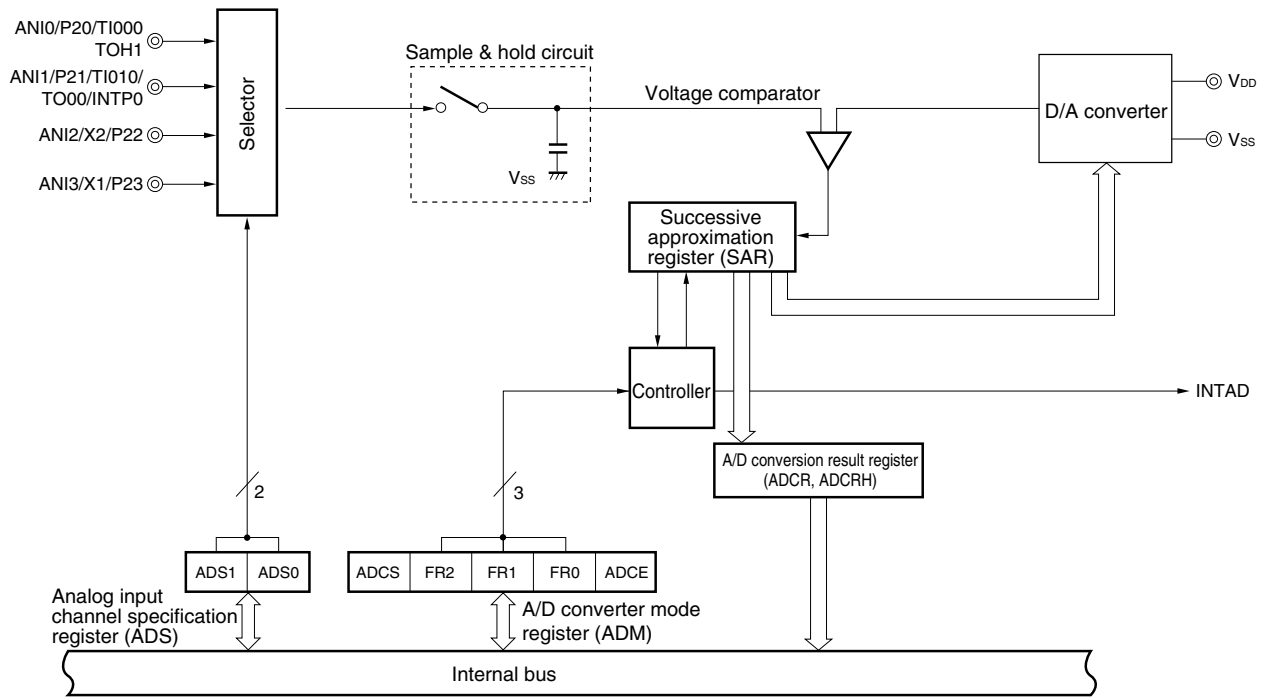 ANI0/P20/TI000
TOH1
ANI1/P21/TI010/
TO00/INTP0
ANI2/X2/P22
ANI3/X1/P23
Selector
Sample & hold circuit
VSS
Voltage comparator
D/A converter
VDD
VSS
Successive
approximation
register (SAR)
Controller
INTAD
A/D conversion result register
(ADCR, ADCRH)
2
3
ADS1 ADS0
ADCS FR2 FR1 FR0 ADCE
Analog input
channel specification
register (ADS)
A/D converter mode
register (ADM)
Internal bus